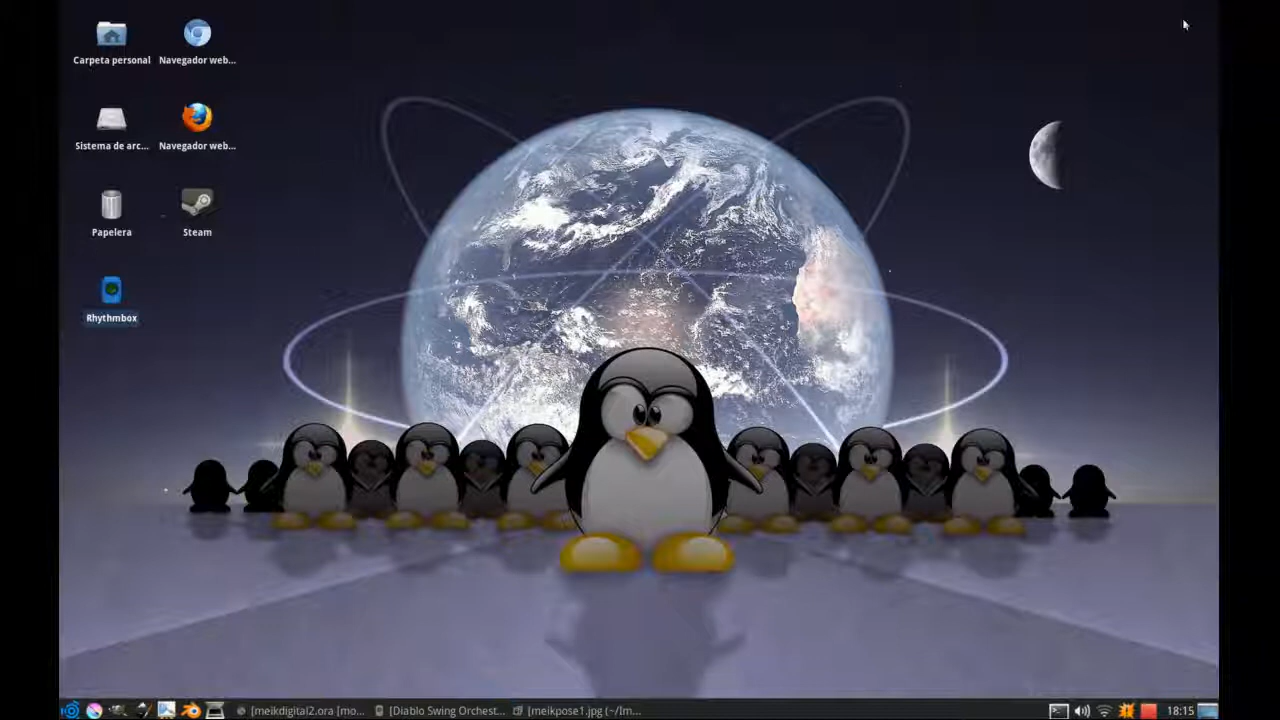 Carpeta personal
Navegador web...
Sistema de arc...
Navegador web...
Papelera
Steam
Rhythmbox
[meikdigital2.ora [mo...
[Diablo Swing Orchest...
[meikpose1.jpg (~/Im...
18:15